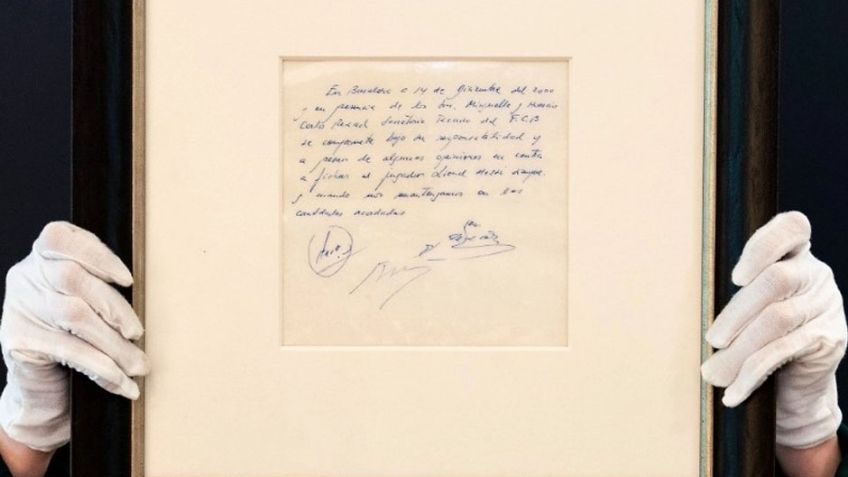 En Barcelona a 14 de Diciembre del 2000
y en presencia de los Srs. Minguella y Horacio
Carlos Rexach Secretario Tecnico del F.C.B
se compromete bajo su responsabilidad y
a pesar de algunas opiniones en contra
a fichar al jugador Lionel Messi siempre
y cuando nos mantengamos en las
cantidades acordadas